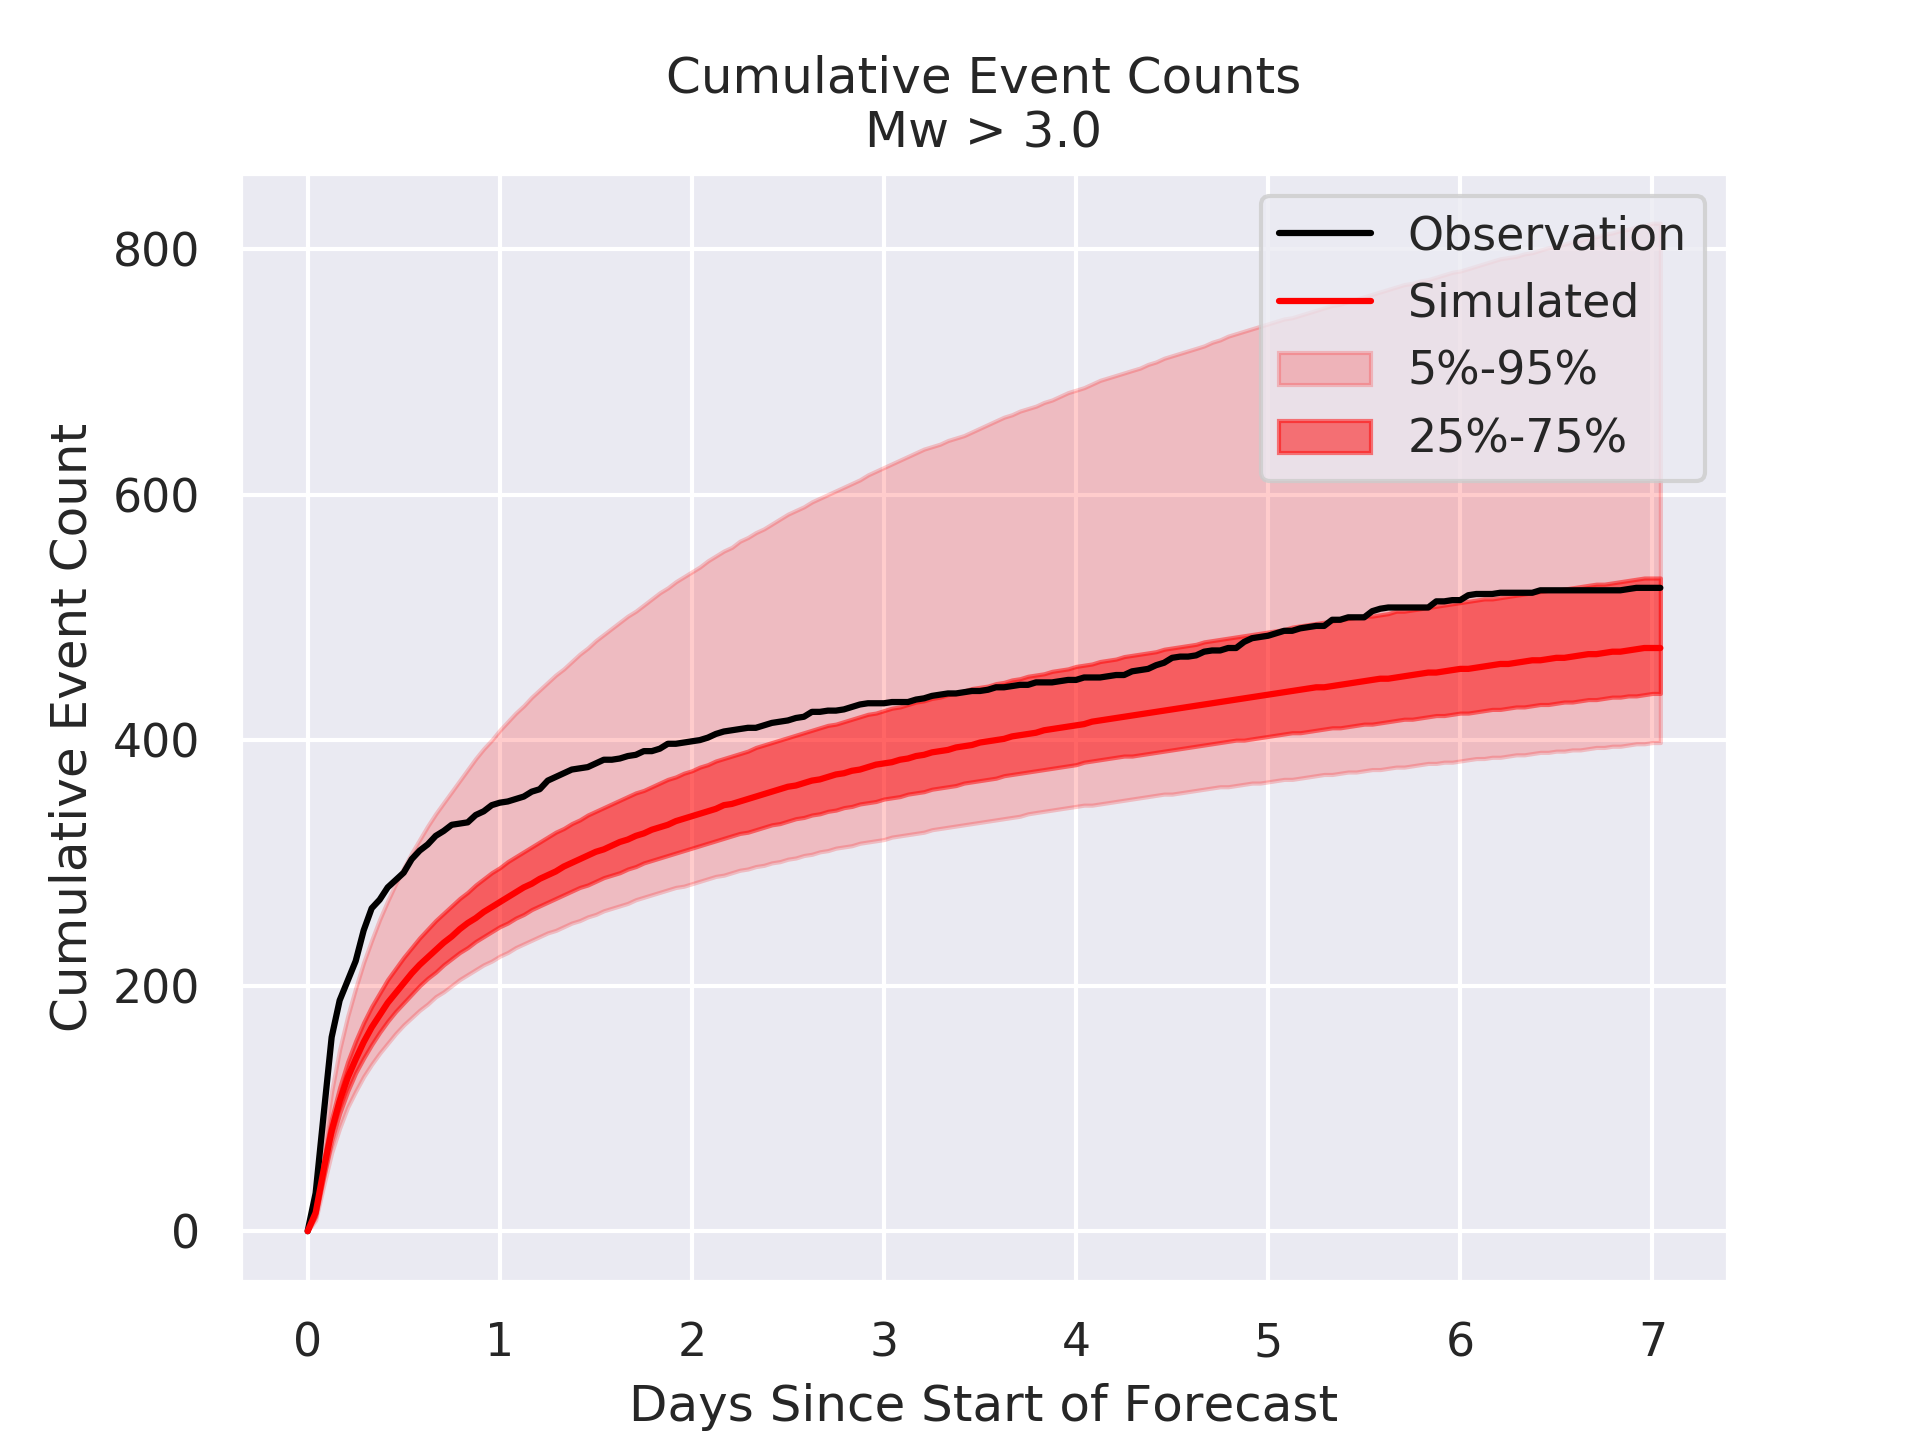 Cumulative Event Counts
Mw > 3.0
Observation
Simulated
5%-95%
25%-75%
Cumulative Event Count
800
600
400
200
0
0 1 2 3 4 5 6 7
Days Since Start of Forecast